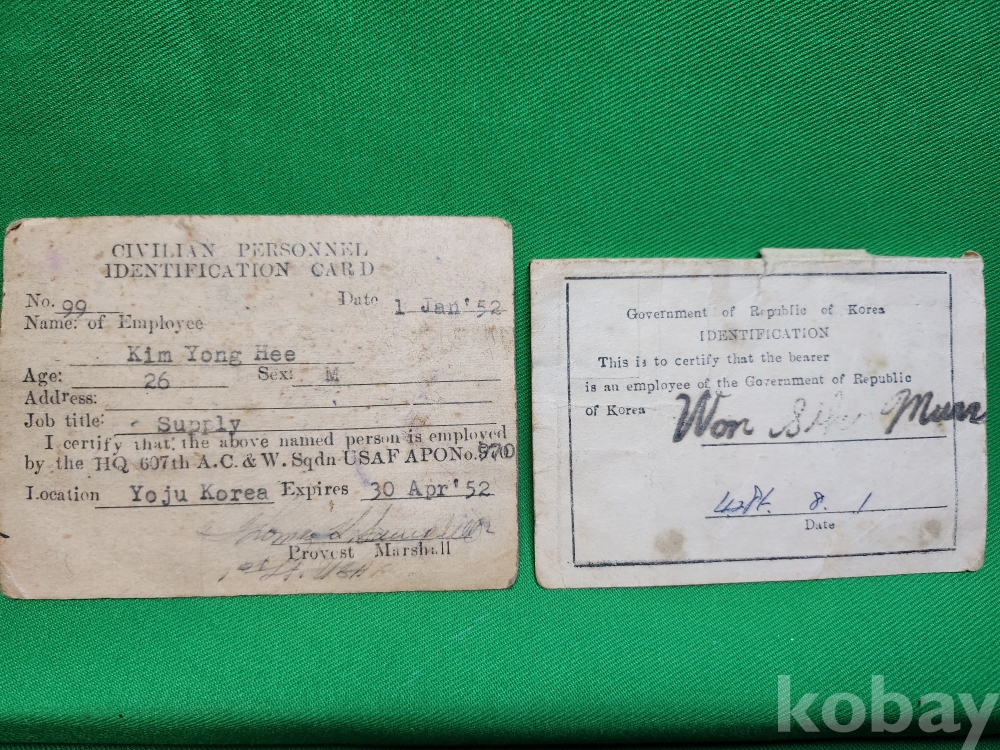 CIVILIAN PERSONNEL
IDENTIFICATION CARD
No. 99 Date 1 Jan '52
Name: of Employee
Kim Yong Hee
Age: 26 Sex: M
Address:
Job title: Supply
I certify that the above named person is employed
by the HQ 607th A.C. & W. Sqdn USAF APO No. 970
Location Yoju Korea Expires 30 Apr '52
Provest Marshall
1st Lt. USAF
Government of Republic of Korea
IDENTIFICATION
This is to certify that the bearer
is an employee of the Government of Republic
of Korea Won Mun
8. 1
Date
kobay